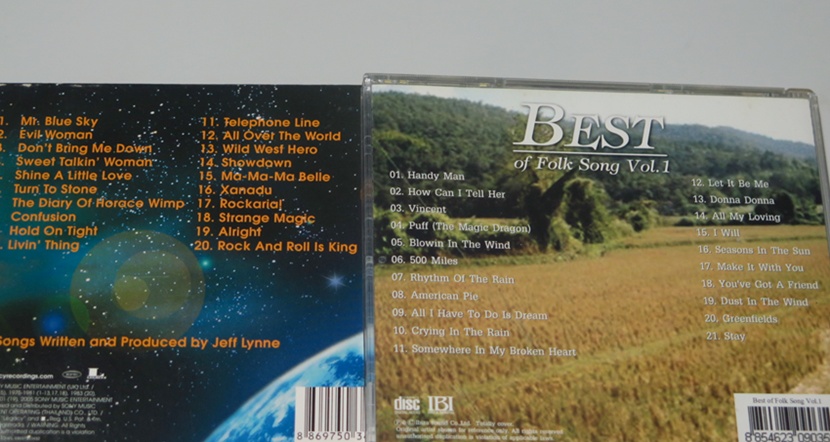 1. Mr. Blue Sky
2. Evil Woman
Don't Bring Me Down
Sweet Talkin' Woman
Shine A Little Love
Turn To Stone
The Diary Of Horace Wimp
Confusion
Hold On Tight
Livin' Thing
11. Telephone Line
12. All Over The World
13. Wild West Hero
14. Showdown
15. Ma-Ma-Ma Belle
16. Xanadu
17. Rockaria!
18. Strange Magic
19. Alright
20. Rock And Roll Is King
Songs Written and Produced by Jeff Lynne
BEST
of Folk Song Vol.1
01. Handy Man
02. How Can I Tell Her
03. Vincent
04. Puff (The Magic Dragon)
05. Blowin In The Wind
06. 500 Miles
07. Rhythm Of The Rain
08. American Pie
09. All I Have To Do Is Dream
10. Crying In The Rain
11. Somewhere In My Broken Heart
12. Let It Be Me
13. Donna Donna
14. All My Loving
15. I Will
16. Seasons In The Sun
17. Make It With You
18. You've Got A Friend
19. Dust In The Wind
20. Greenfields
21. Stay
disc
Best of Folk Song Vol.1